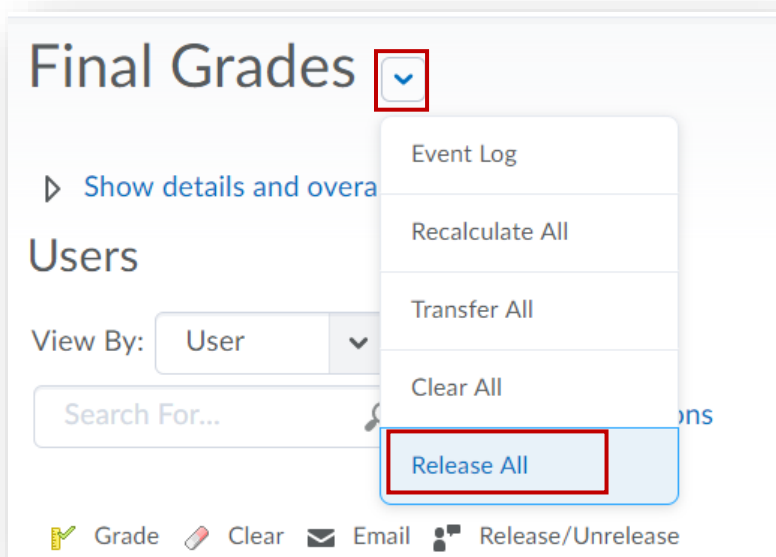 Final Grades
Event Log
Show details and overa
Recalculate All
Users
Transfer All
View By: User
Clear All
Search For... ons
Release All
Grade Clear Email Release/Unrelease